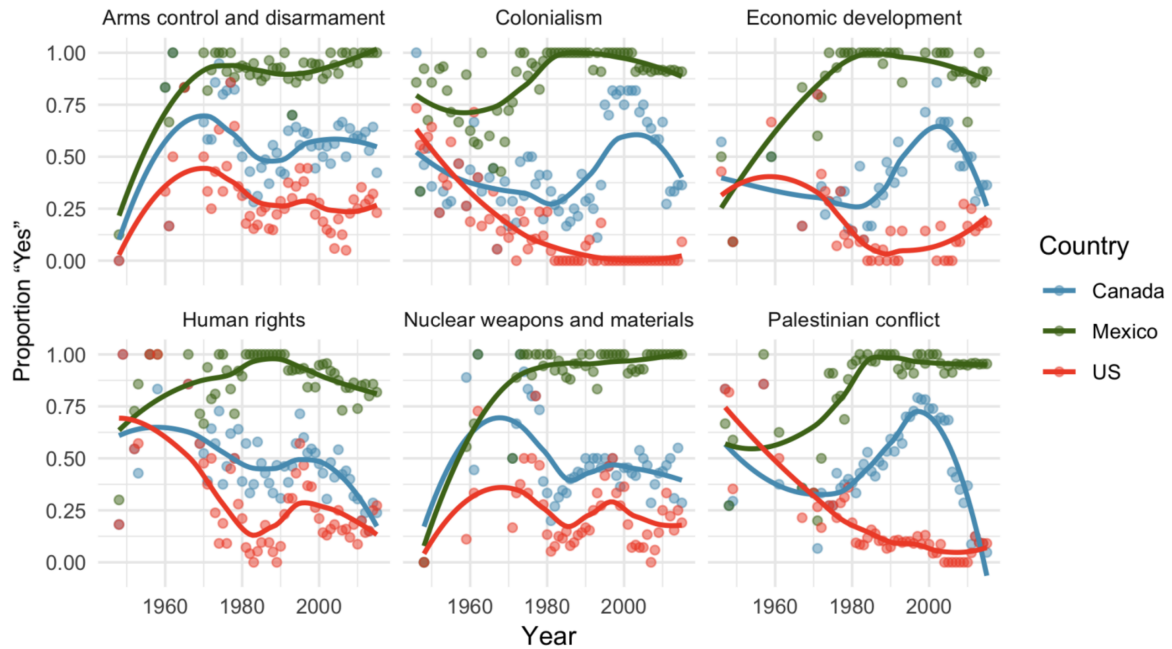 Arms control and disarmament
Colonialism
Economic development
1.00
0.75
0.50
0.25
0.00
Human rights
Nuclear weapons and materials
Palestinian conflict
1.00
0.75
0.50
0.25
0.00
1960 1980 2000
1960 1980 2000
1960 1980 2000
Year
Proportion “Yes”
Country
Canada
Mexico
US